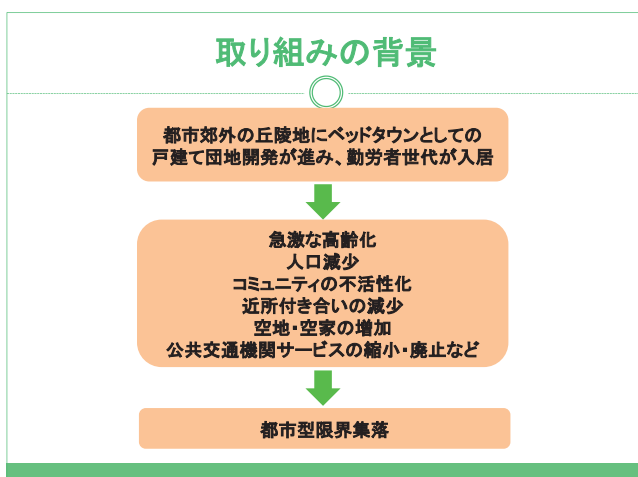 取り組みの背景
都市郊外の丘陵地にベッドタウンとしての
戸建て団地開発が進み、勤労者世代が入居
急激な高齢化
人口減少
コミュニティの不活性化
近所付き合いの減少
空地・空家の増加
公共交通機関サービスの縮小・廃止など
都市型限界集落